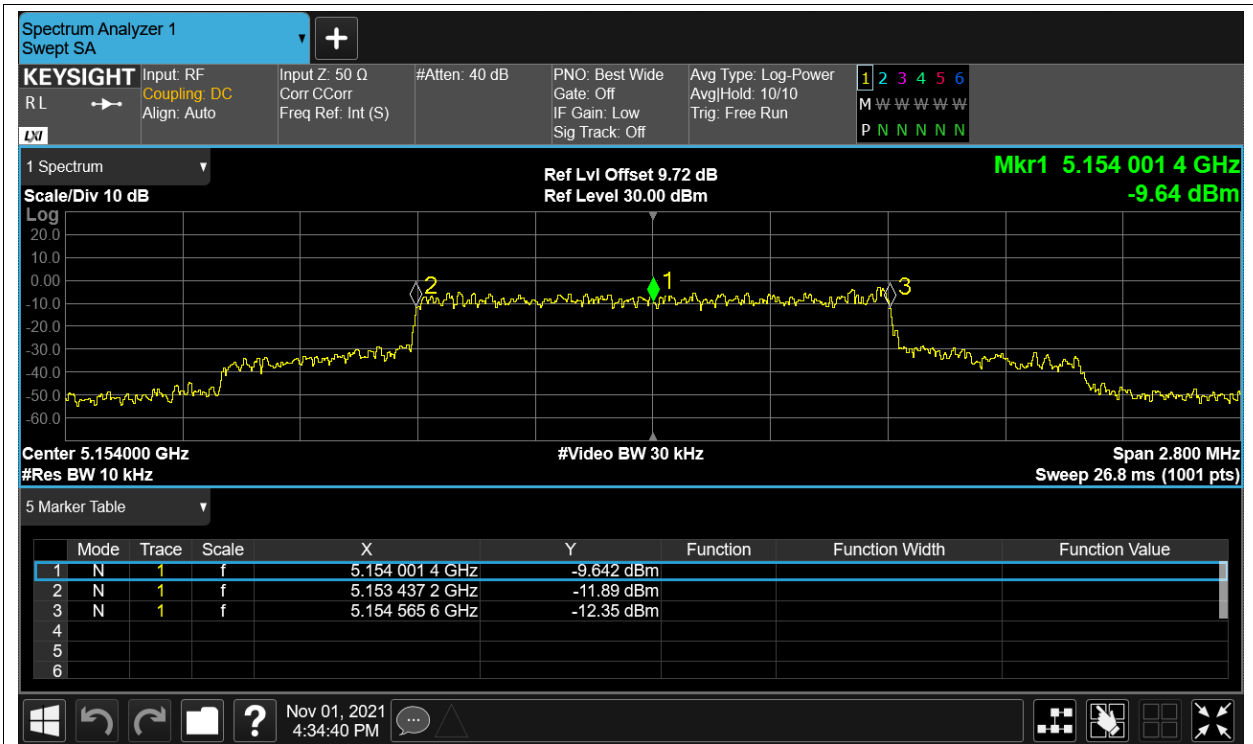 Spectrum Analyzer 1
Swept SA
KEYSIGHT Input: RF Input Z: 50 Ω #Atten: 40 dB PNO: Best Wide Avg Type: Log-Power 1 2 3 4 5 6
R L Coupling: DC Corr CCorr Gate: Off Avg|Hold: 10/10 M W W W W W
Align: Auto Freq Ref: Int (S) IF Gain: Low Trig: Free Run
LXI Sig Track: Off P N N N N N
1 Spectrum Ref Lvl Offset 9.72 dB Mkr1 5.154 001 4 GHz
Scale/Div 10 dB Ref Level 30.00 dBm -9.64 dBm
Log
20.0
10.0
0.00
2 1 3
-10.0
-20.0
-30.0
-40.0
-50.0
-60.0
Center 5.154000 GHz #Video BW 30 kHz Span 2.800 MHz
#Res BW 10 kHz Sweep 26.8 ms (1001 pts)
5 Marker Table
Mode Trace Scale X Y Function Function Width Function Value
1 N 1 f 5.154 001 4 GHz -9.642 dBm
2 N 1 f 5.153 437 2 GHz -11.89 dBm
3 N 1 f 5.154 565 6 GHz -12.35 dBm
4
5
6
? Nov 01, 2021
4:34:40 PM